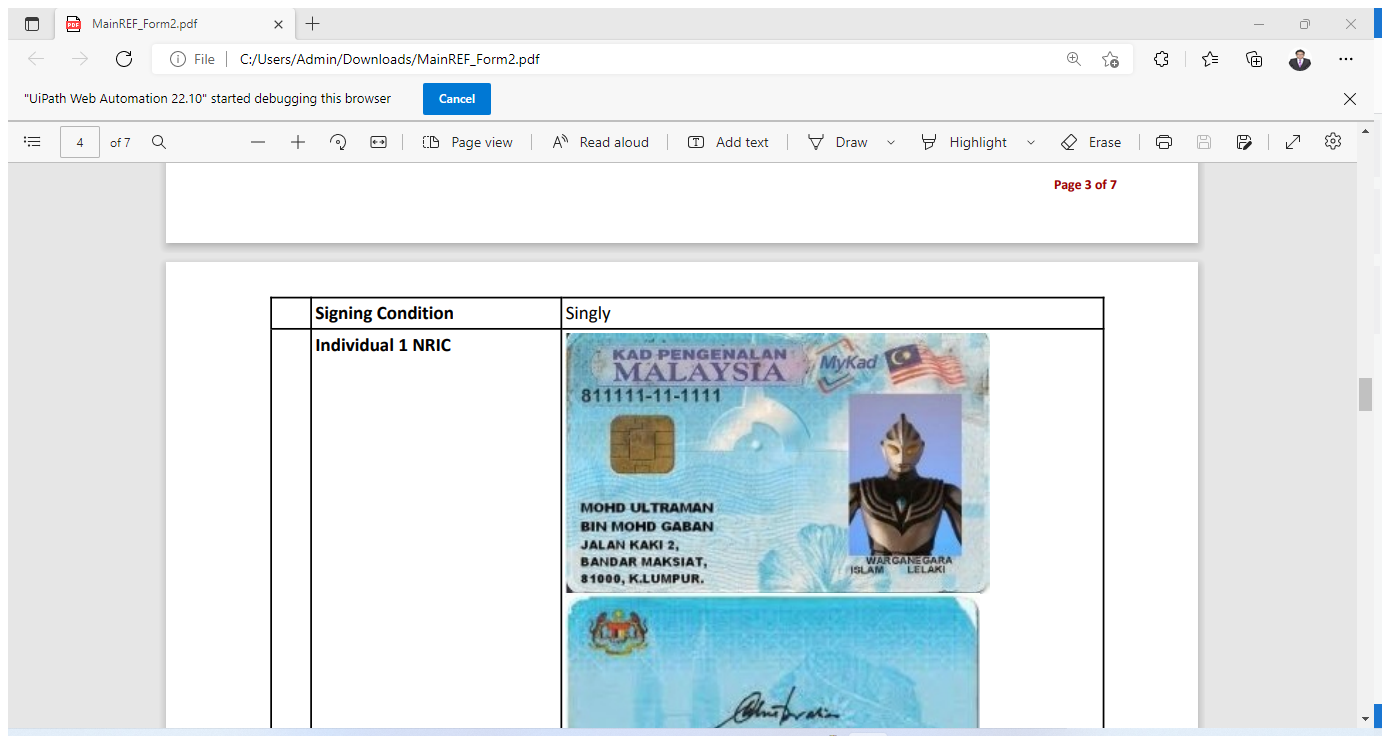 MainREF_Form2.pdf
File C:/Users/Admin/Downloads/MainREF_Form2.pdf
"UiPath Web Automation 22.10" started debugging this browser Cancel
4 of 7 Page view Read aloud Add text Draw Highlight Erase
Page 3 of 7
Signing Condition Singly
Individual 1 NRIC
KAD PENGENALAN
MALAYSIA
MyKad
811111-11-1111
MOHD ULTRAMAN
BIN MOHD GABAN
JALAN KAKI 2,
BANDAR MAKSIAT,
81000, K.LUMPUR.
WARGANEGARA
ISLAM LELAKI